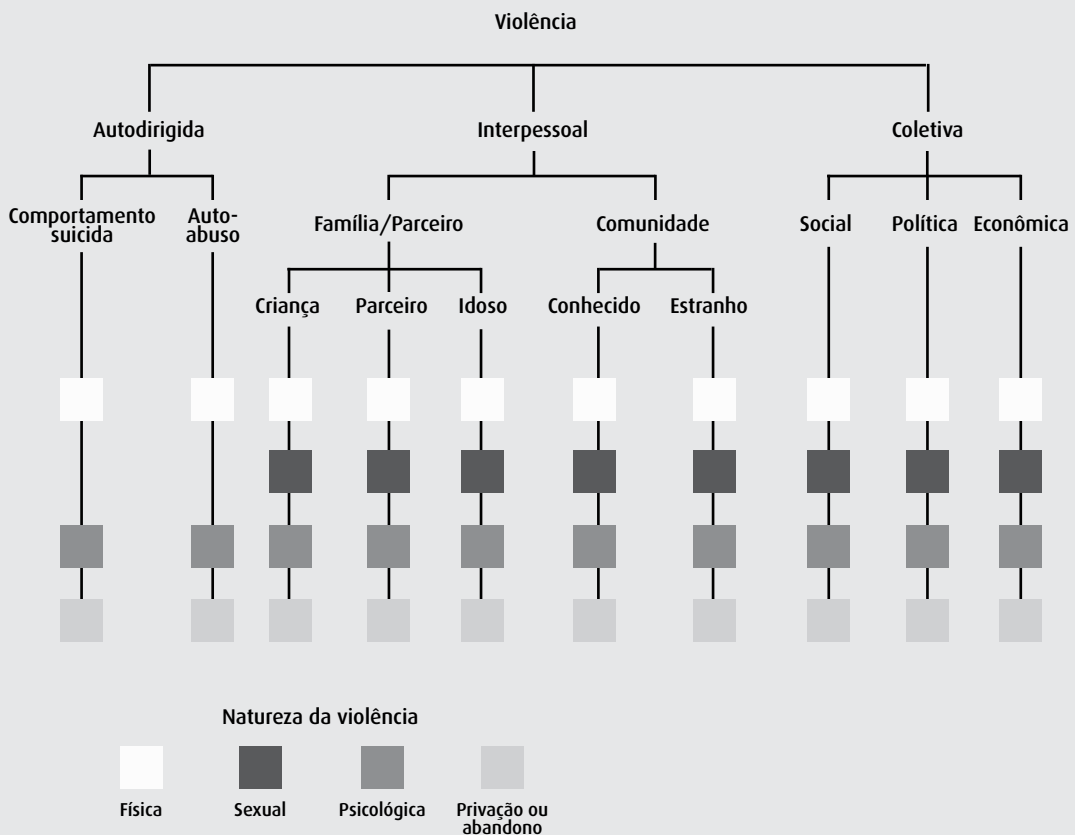 Violência
Autodirigida
Interpessoal
Coletiva
Comportamento
suicida
Auto-
abuso
Família/Parceiro
Comunidade
Social
Política
Econômica
Criança
Parceiro
Idoso
Conhecido
Estranho
Natureza da violência
Física
Sexual
Psicológica
Privação ou
abandono